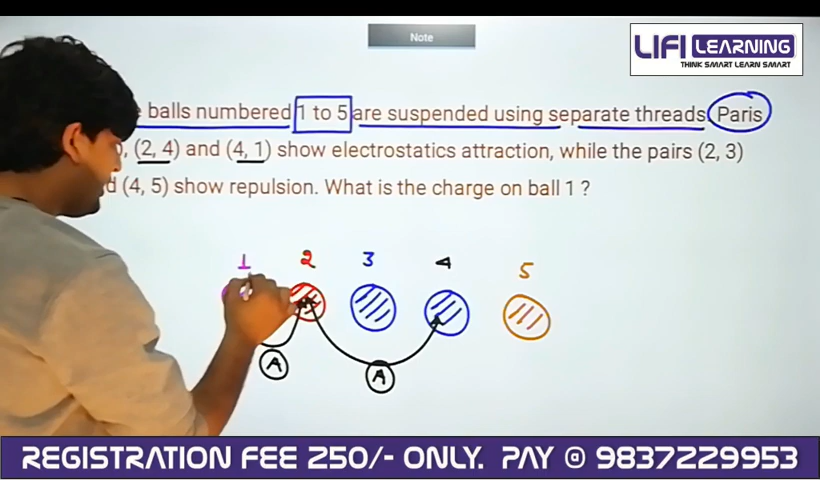 Note
LIFI LEARNING
THINK SMART LEARN SMART
balls numbered 1 to 5 are suspended using separate threads Paris
(2, 4) and (4, 1) show electrostatics attraction, while the pairs (2, 3)
(4, 5) show repulsion. What is the charge on ball 1 ?
1 2 3 4 5
A A
REGISTRATION FEE 250/- ONLY. PAY @ 9837229953